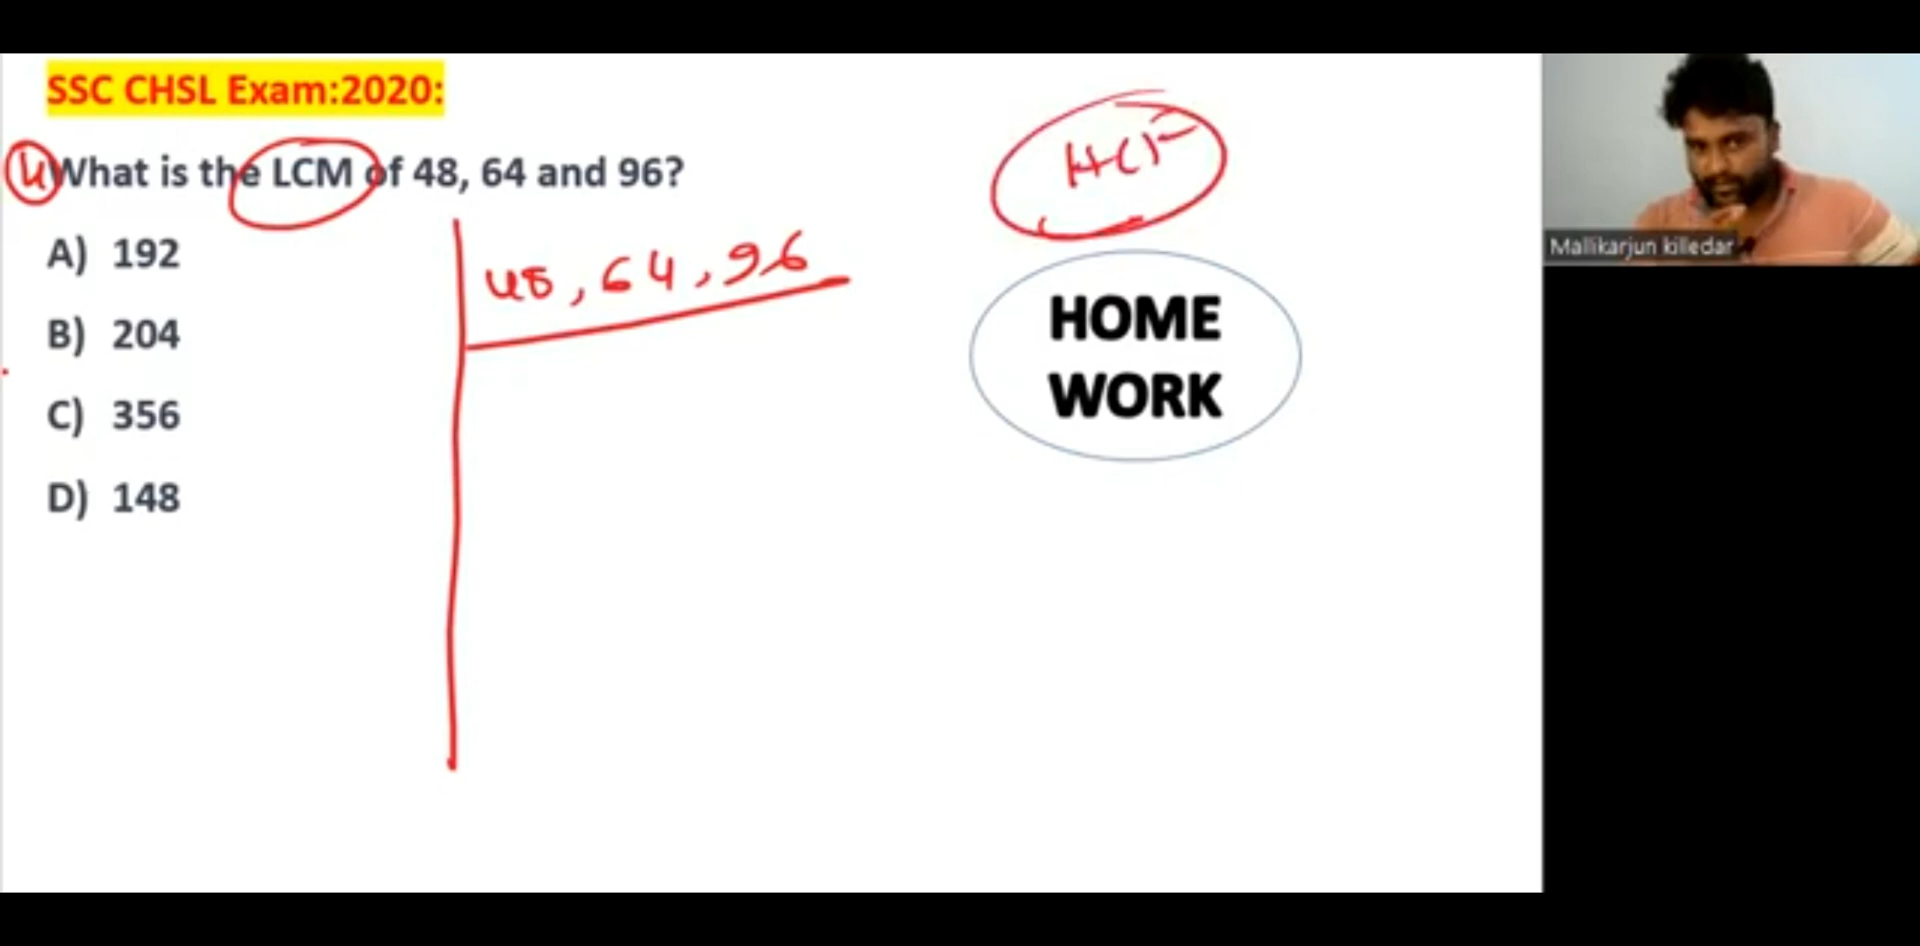 SSC CHSL Exam:2020:
4 What is the LCM of 48, 64 and 96?
A) 192
B) 204
C) 356
D) 148
48, 64, 96
HCF
HOME
WORK
Mallikarjun killedar